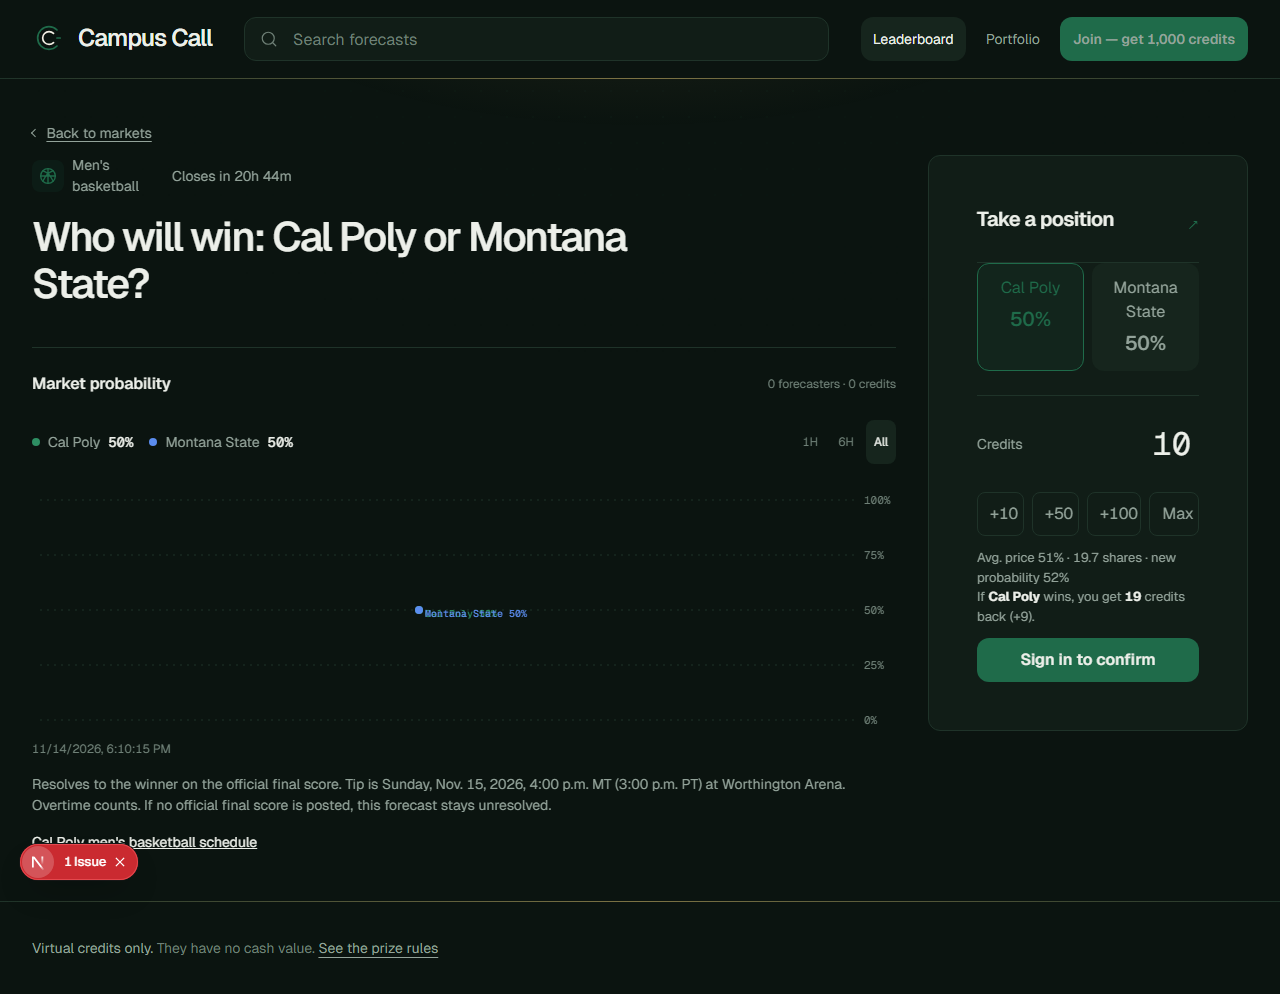 Campus Call
Search forecasts
Leaderboard
Portfolio
Join — get 1,000 credits
Back to markets
Men's
basketball
Closes in 20h 44m
Who will win: Cal Poly or Montana
State?
Market probability
0 forecasters · 0 credits
Cal Poly 50%
Montana State 50%
1H
6H
All
100%
75%
50%
25%
0%
Montana State 50%
11/14/2026, 6:10:15 PM
Resolves to the winner on the official final score. Tip is Sunday, Nov. 15, 2026, 4:00 p.m. MT (3:00 p.m. PT) at Worthington Arena.
Overtime counts. If no official final score is posted, this forecast stays unresolved.
Cal Poly men's basketball schedule
Take a position
Cal Poly
50%
Montana
State
50%
Credits
10
+10
+50
+100
Max
Avg. price 51% · 19.7 shares · new
probability 52%
If Cal Poly wins, you get 19 credits
back (+9).
Sign in to confirm
N
1 Issue
Virtual credits only. They have no cash value. See the prize rules